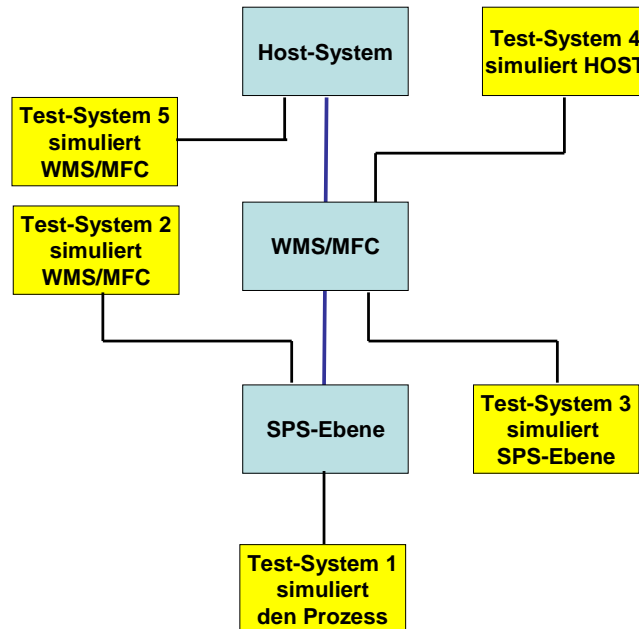 Host-System
Test-System 4
simuliert HOST
Test-System 5
simuliert
WMS/MFC
Test-System 2
simuliert
WMS/MFC
WMS/MFC
SPS-Ebene
Test-System 3
simuliert
SPS-Ebene
Test-System 1
simuliert
den Prozess